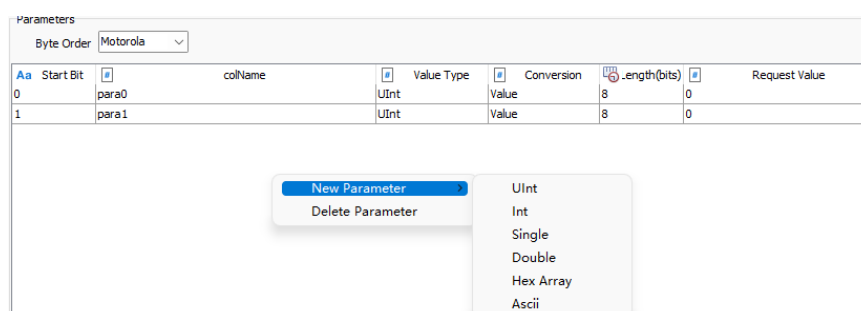 Parameters
Byte Order Motorola
Aa Start Bit # colName # Value Type # Conversion Length(bits) # Request Value
0 para0 UInt Value 8 0
1 para1 UInt Value 8 0
New Parameter > UInt
Delete Parameter Int
Single
Double
Hex Array
Ascii